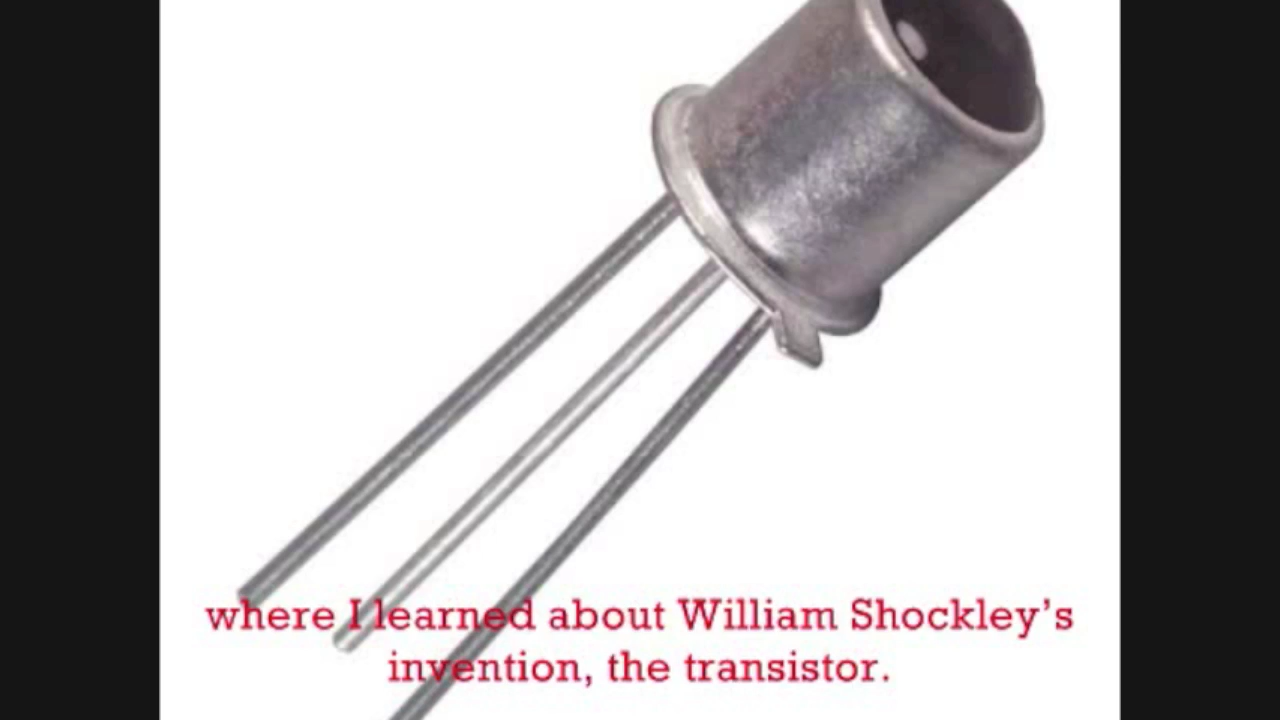 where I learned about William Shockley’s
invention, the transistor.